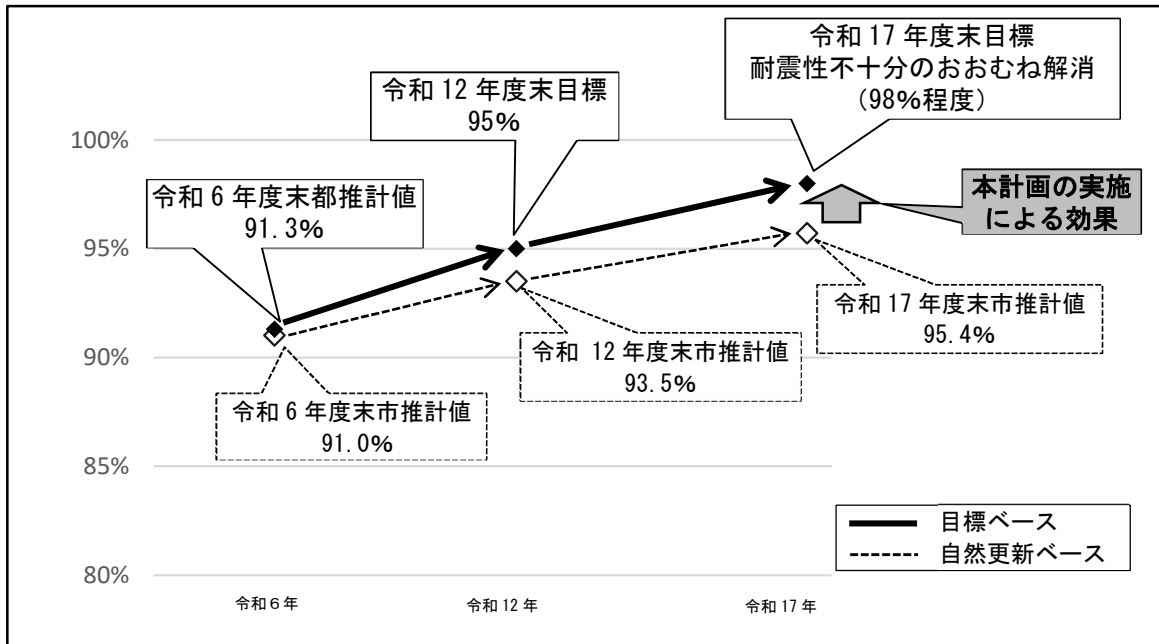 令和 17 年度末目標
耐震性不十分のおおむね解消
（98%程度）
令和 12 年度末目標
95%
令和 6 年度末都推計値
91.3%
本計画の実施
による効果
令和 17 年度末市推計値
95.4%
令和 12 年度末市推計値
93.5%
令和 6 年度末市推計値
91.0%
100%
95%
90%
85%
80%
目標ベース
自然更新ベース
令和６年
令和 12 年
令和 17 年